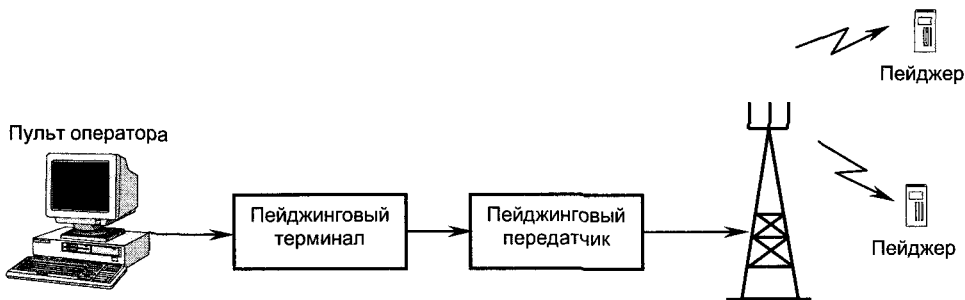 Пейджер
Пульт оператора
Пейджинговый
терминал
Пейджинговый
передатчик
Пейджер